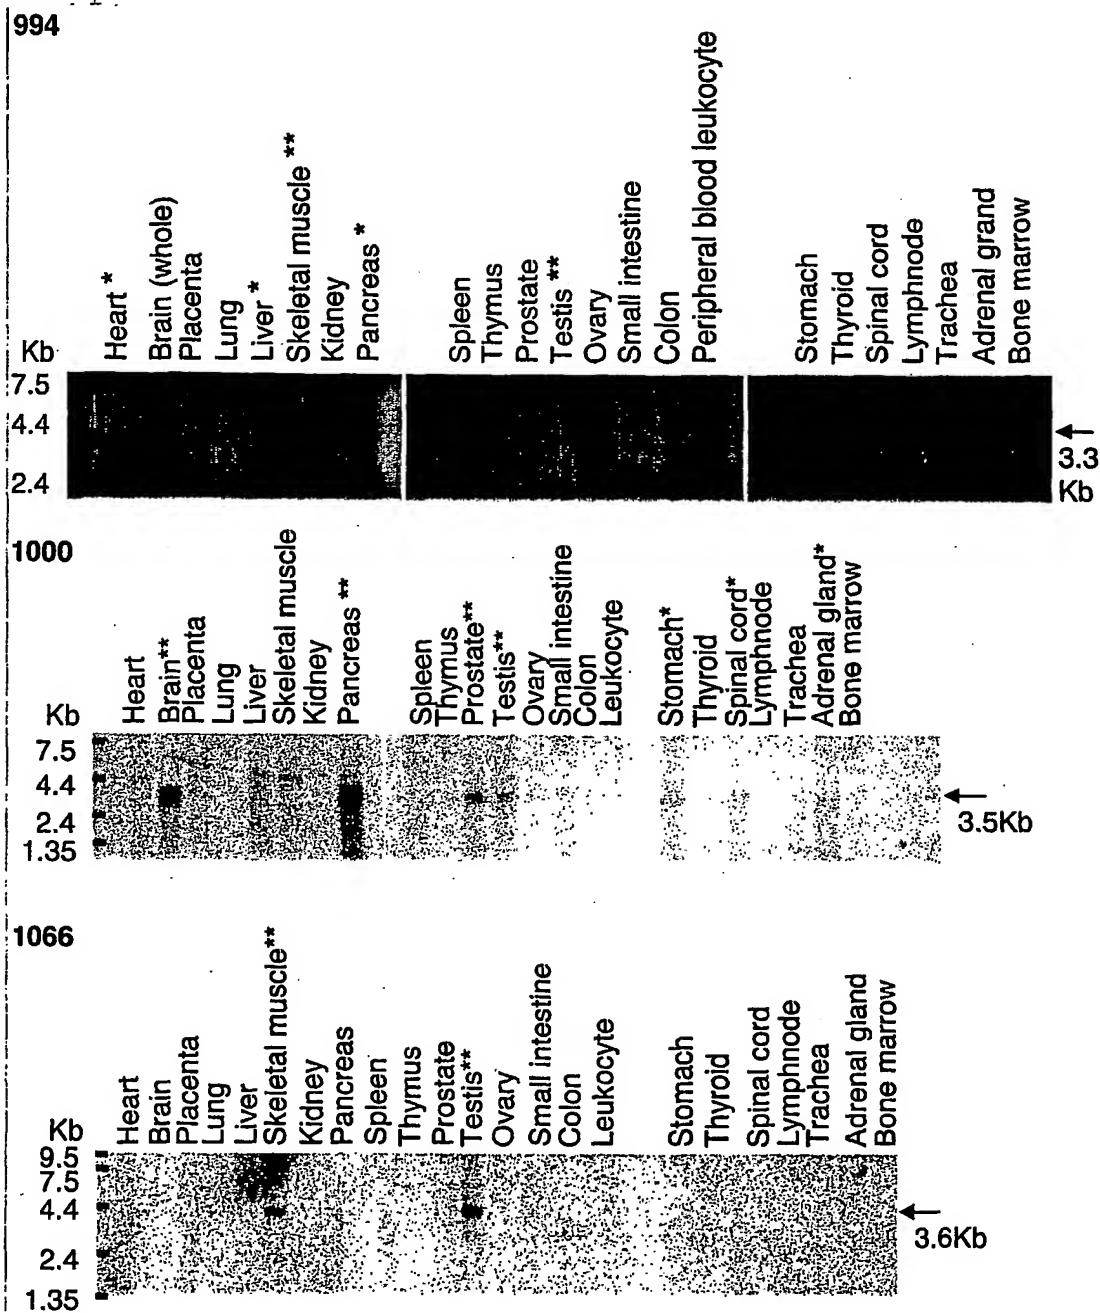 994
Heart *
Brain (whole)
Placenta
Lung
Liver *
Skeletal muscle **
Kidney
Pancreas *
Spleen
Thymus
Prostate
Testis **
Ovary
Small intestine
Colon
Peripheral blood leukocyte
Stomach
Thyroid
Spinal cord
Lymphnode
Trachea
Adrenal grand
Bone marrow
Kb
7.5
4.4
2.4
3.3
Kb
1000
Heart
Brain**
Placenta
Lung
Liver
Skeletal muscle
Kidney
Pancreas **
Spleen
Thymus
Prostate**
Testis**
Ovary
Small intestine
Colon
Leukocyte
Stomach*
Thyroid
Spinal cord*
Lymphnode
Trachea
Adrenal gland*
Bone marrow
Kb
7.5
4.4
2.4
1.35
3.5Kb
1066
Heart
Brain
Placenta
Lung
Liver
Skeletal muscle**
Kidney
Pancreas
Spleen
Thymus
Prostate
Testis**
Ovary
Small intestine
Colon
Leukocyte
Stomach
Thyroid
Spinal cord
Lymphnode
Trachea
Adrenal gland
Bone marrow
Kb
9.5
7.5
4.4
2.4
1.35
3.6Kb